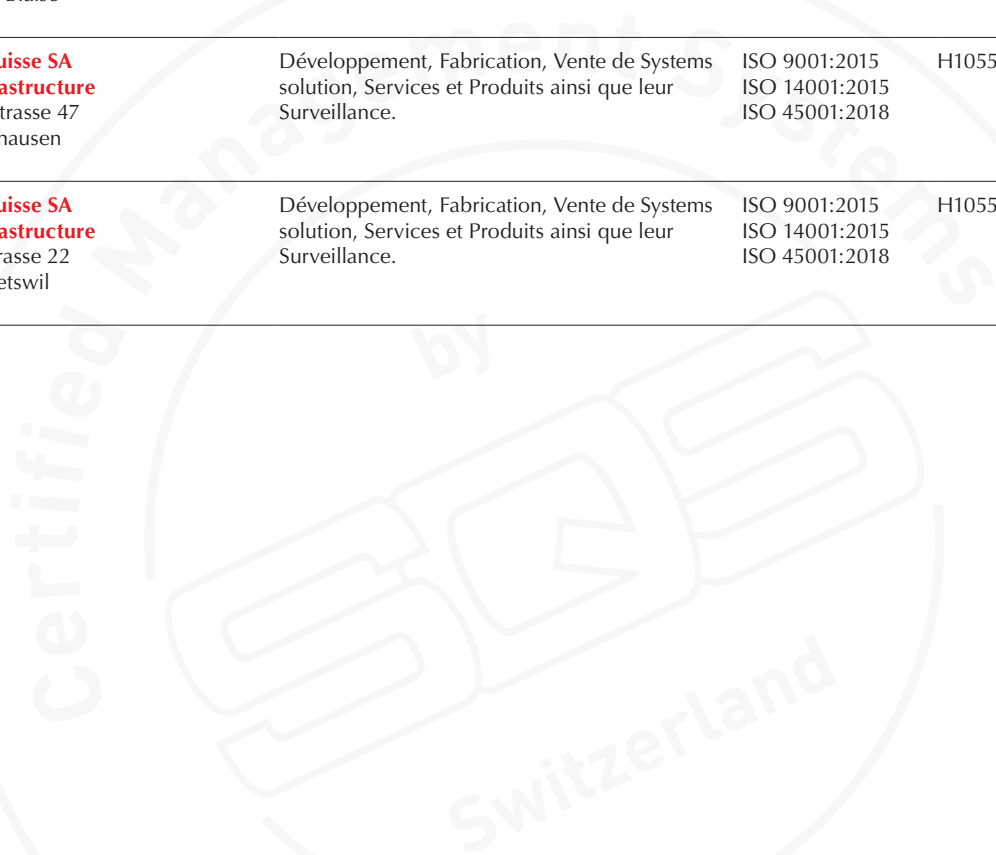 uisse SA
astructure
trasse 47
hausen
Développement, Fabrication, Vente de Systems
solution, Services et Produits ainsi que leur
Surveillance.
ISO 9001:2015
ISO 14001:2015
ISO 45001:2018
H1055
uisse SA
astructure
rasse 22
etswil
Développement, Fabrication, Vente de Systems
solution, Services et Produits ainsi que leur
Surveillance.
ISO 9001:2015
ISO 14001:2015
ISO 45001:2018
H1055
Certified Management Systems
by
SQS
Switzerland